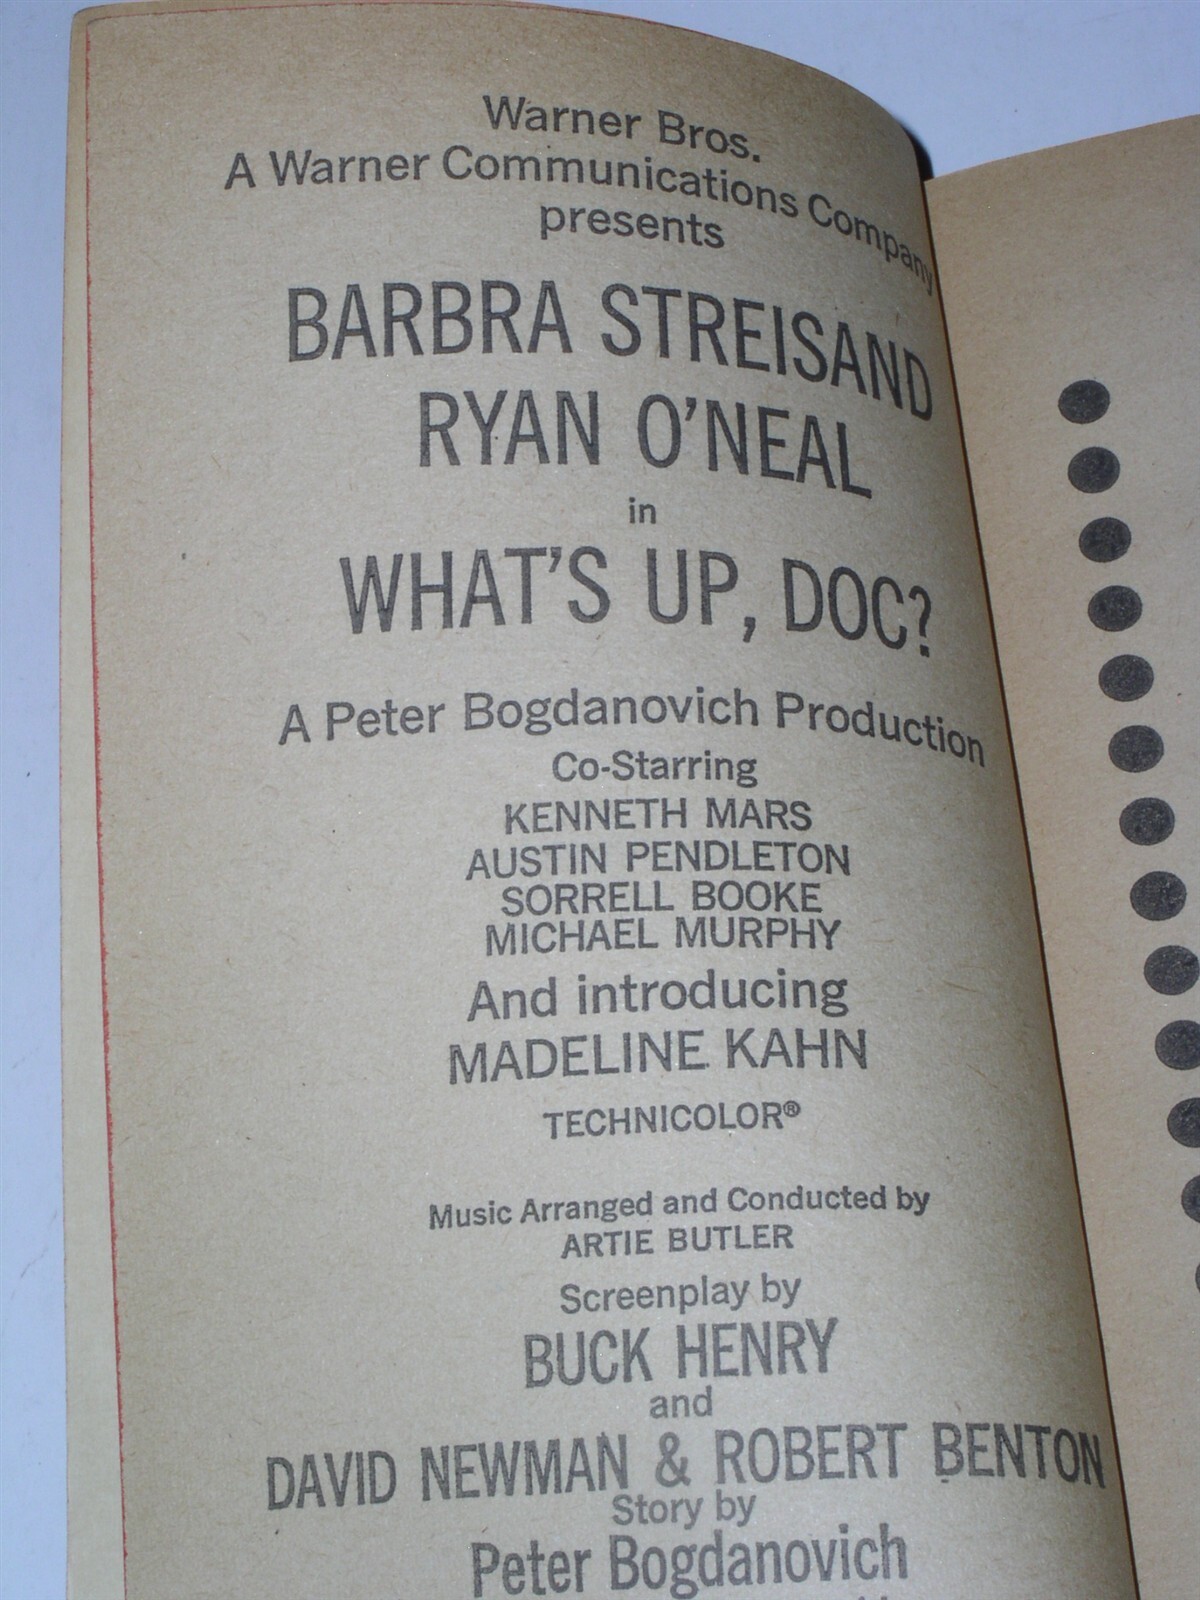 Warner Bros.
A Warner Communications Company
presents
BARBRA STREISAND
RYAN O'NEAL
in
WHAT'S UP, DOC?
A Peter Bogdanovich Production
Co-Starring
KENNETH MARS
AUSTIN PENDLETON
SORRELL BOOKE
MICHAEL MURPHY
And introducing
MADELINE KAHN
TECHNICOLOR®
Music Arranged and Conducted by
ARTIE BUTLER
Screenplay by
BUCK HENRY
and
DAVID NEWMAN & ROBERT BENTON
Story by
Peter Bogdanovich